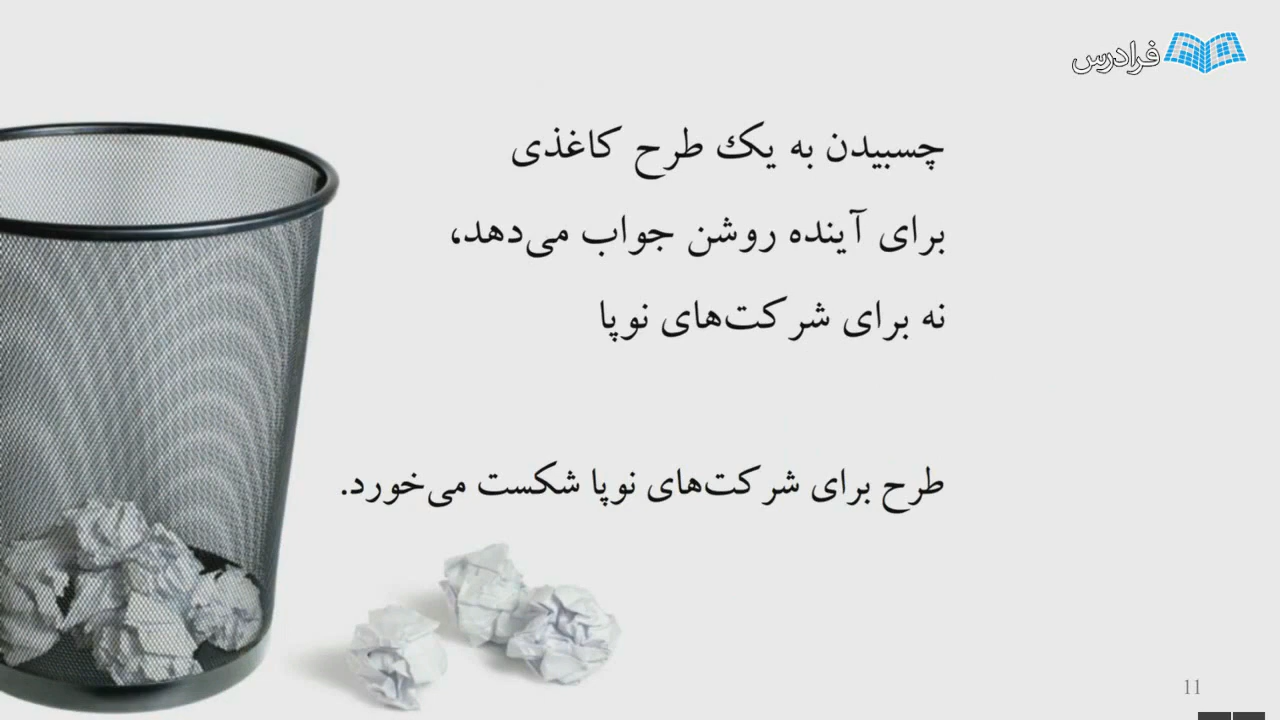 فرادرس
چسبیدن به یک طرح کاغذی
برای آینده روشن جواب می‌دهد،
نه برای شرکت‌های نوپا
طرح برای شرکت‌های نوپا شکست می‌خورد.
11